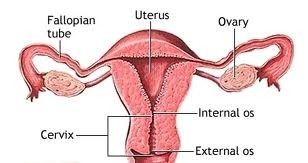 Fallopian
tube
Uterus
Ovary
Internal os
Cervix
External os